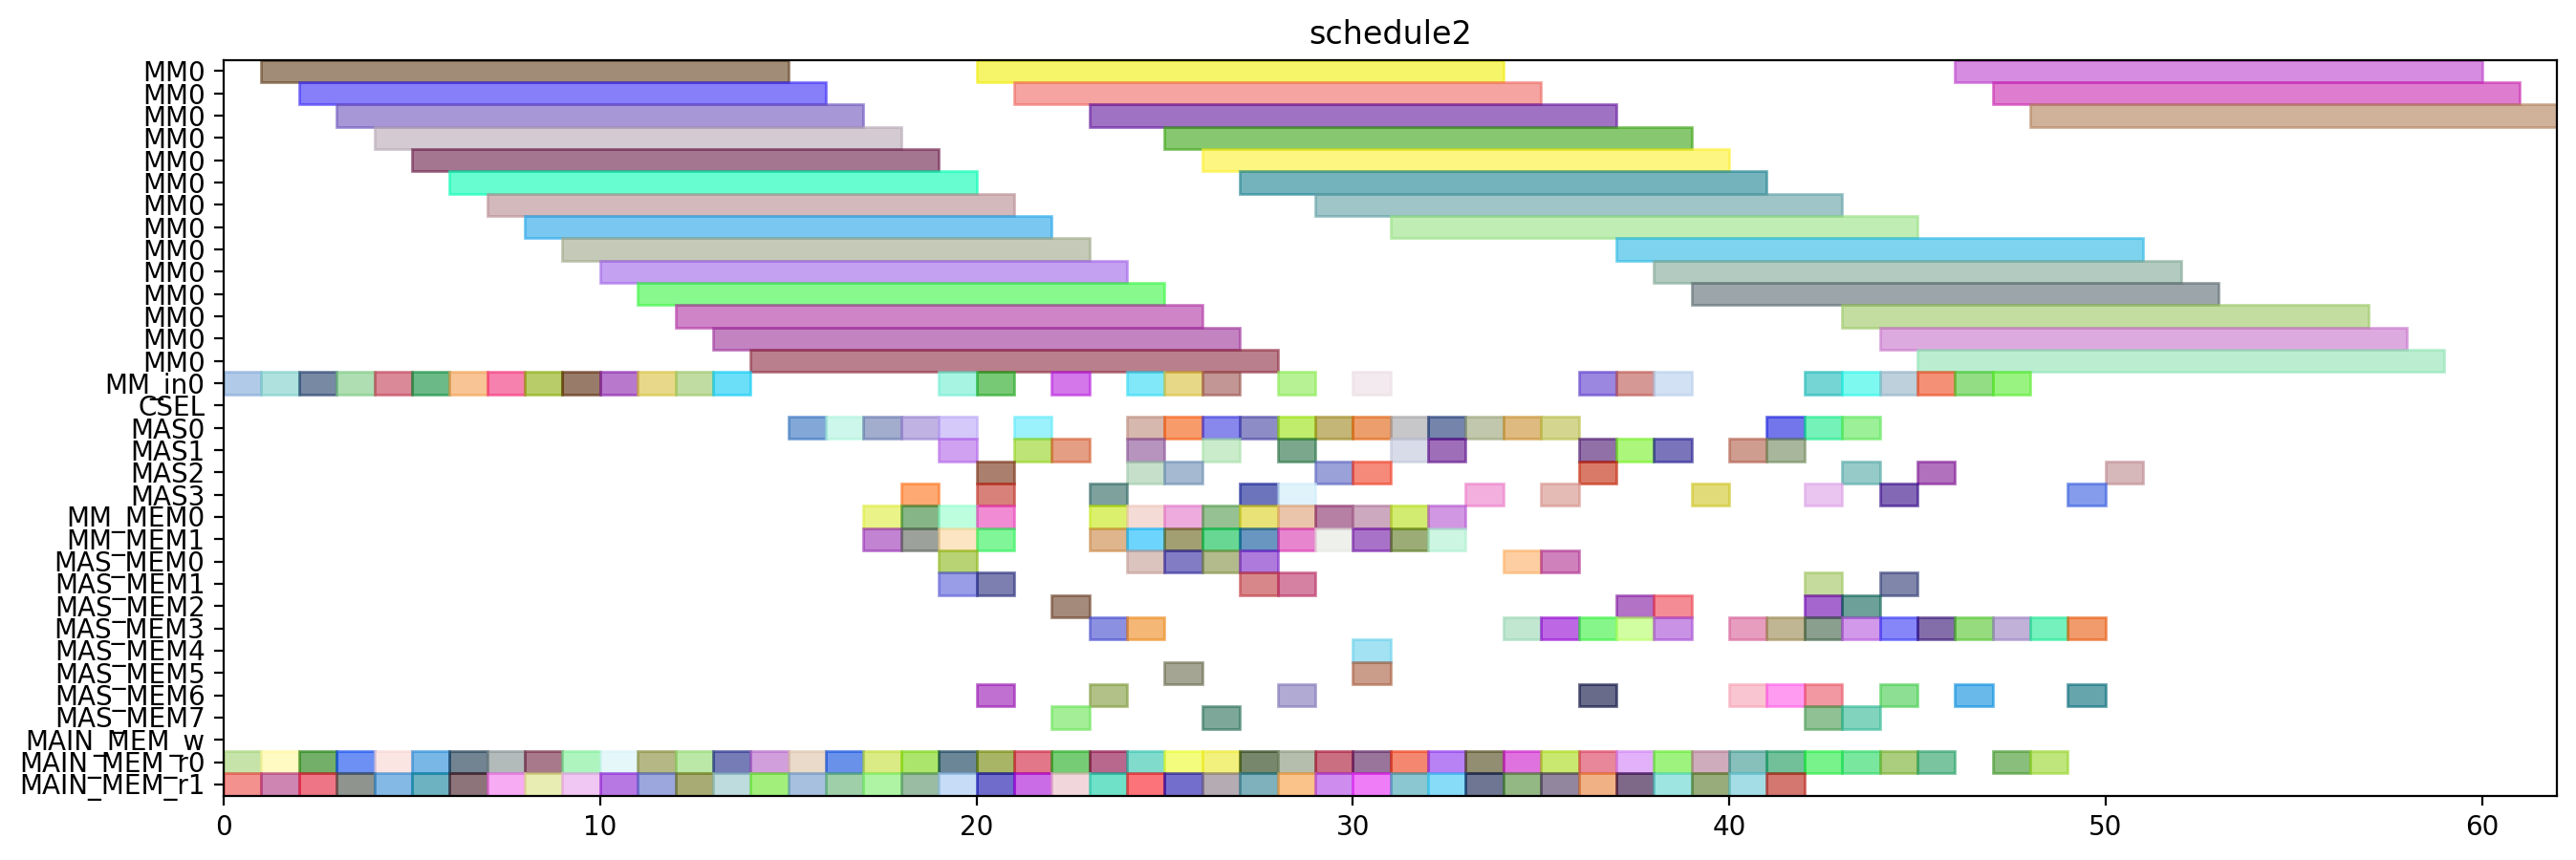 schedule2
MM0
MM0
MM0
MM0
MM0
MM0
MM0
MM0
MM0
MM0
MM0
MM0
MM0
MM0
MM_in0
CSEL
MAS0
MAS1
MAS2
MAS3
MM_MEM0
MM_MEM1
MAS_MEM0
MAS_MEM1
MAS_MEM2
MAS_MEM3
MAS_MEM4
MAS_MEM5
MAS_MEM6
MAS_MEM7
MAIN_MEM_w
MAIN_MEM_r0
MAIN_MEM_r1
0 10 20 30 40 50 60